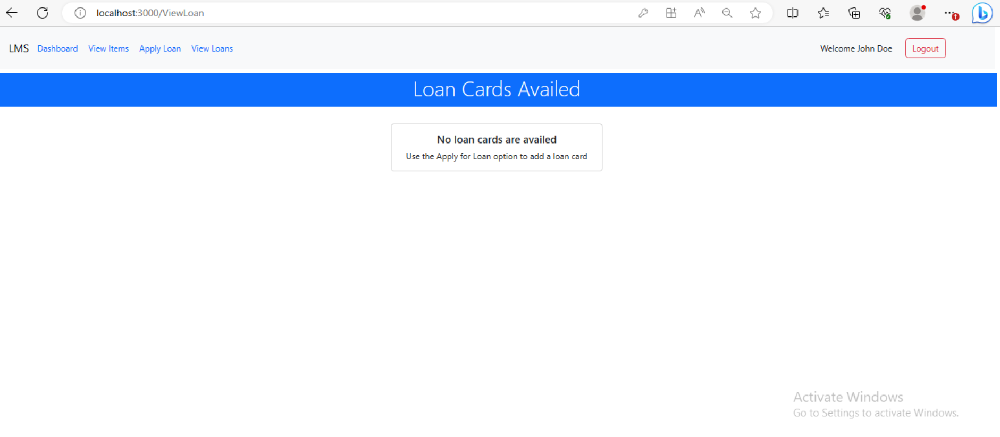 localhost:3000/ViewLoan
LMS Dashboard View Items Apply Loan View Loans Welcome John Doe Logout
Loan Cards Availed
No loan cards are availed
Use the Apply for Loan option to add a loan card
Activate Windows
Go to Settings to activate Windows.